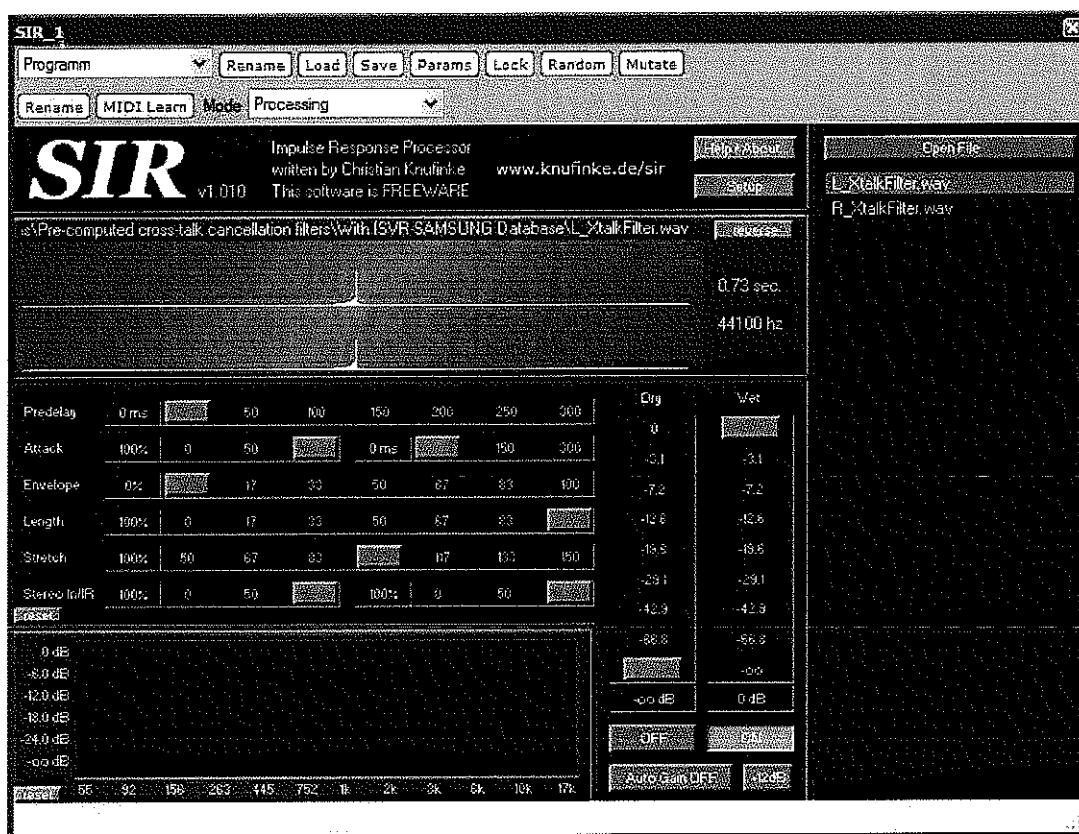 SIR_1
Programm Rename Load Save Params Lock Random Mutate
Rename MIDI Learn Mode Processing
SIR v1.010
Impulse Response Processor
written by Christian Knufinke www.knufinke.de/sir
This software is FREEWARE
Help & About
Setup
Open File
L_XtalkFilter.wav
R_XtalkFilter.wav
is\Pre-computed cross-talk cancellation filters\With ISVR-SAMSUNG Database\L_XtalkFilter.wav reverse
0.73 sec.
44100 hz
Predelay 0 ms 50 100 150 200 250 300
Attack 100% 0 50 0 ms 150 300
Envelope 0% 17 33 50 67 83 100
Length 100% 0 17 33 50 67 83
Stretch 100% 50 67 83 117 133 150
Stereo In/IR 100% 0 50 100% 0 50
reset
Dry Wet
0
-3.1 -3.1
-7.2 -7.2
-12.6 -12.6
-19.6 -19.6
-29.1 -29.1
-42.9 -42.9
-66.8 -66.8
-oo
-oo dB 0 dB
OFF ON
Auto Gain OFF -12dB
0 dB
-6.0 dB
-12.0 dB
-18.0 dB
-24.0 dB
-oo dB
reset 55 92 156 263 445 752 1k 2k 3k 6k 10k 17k